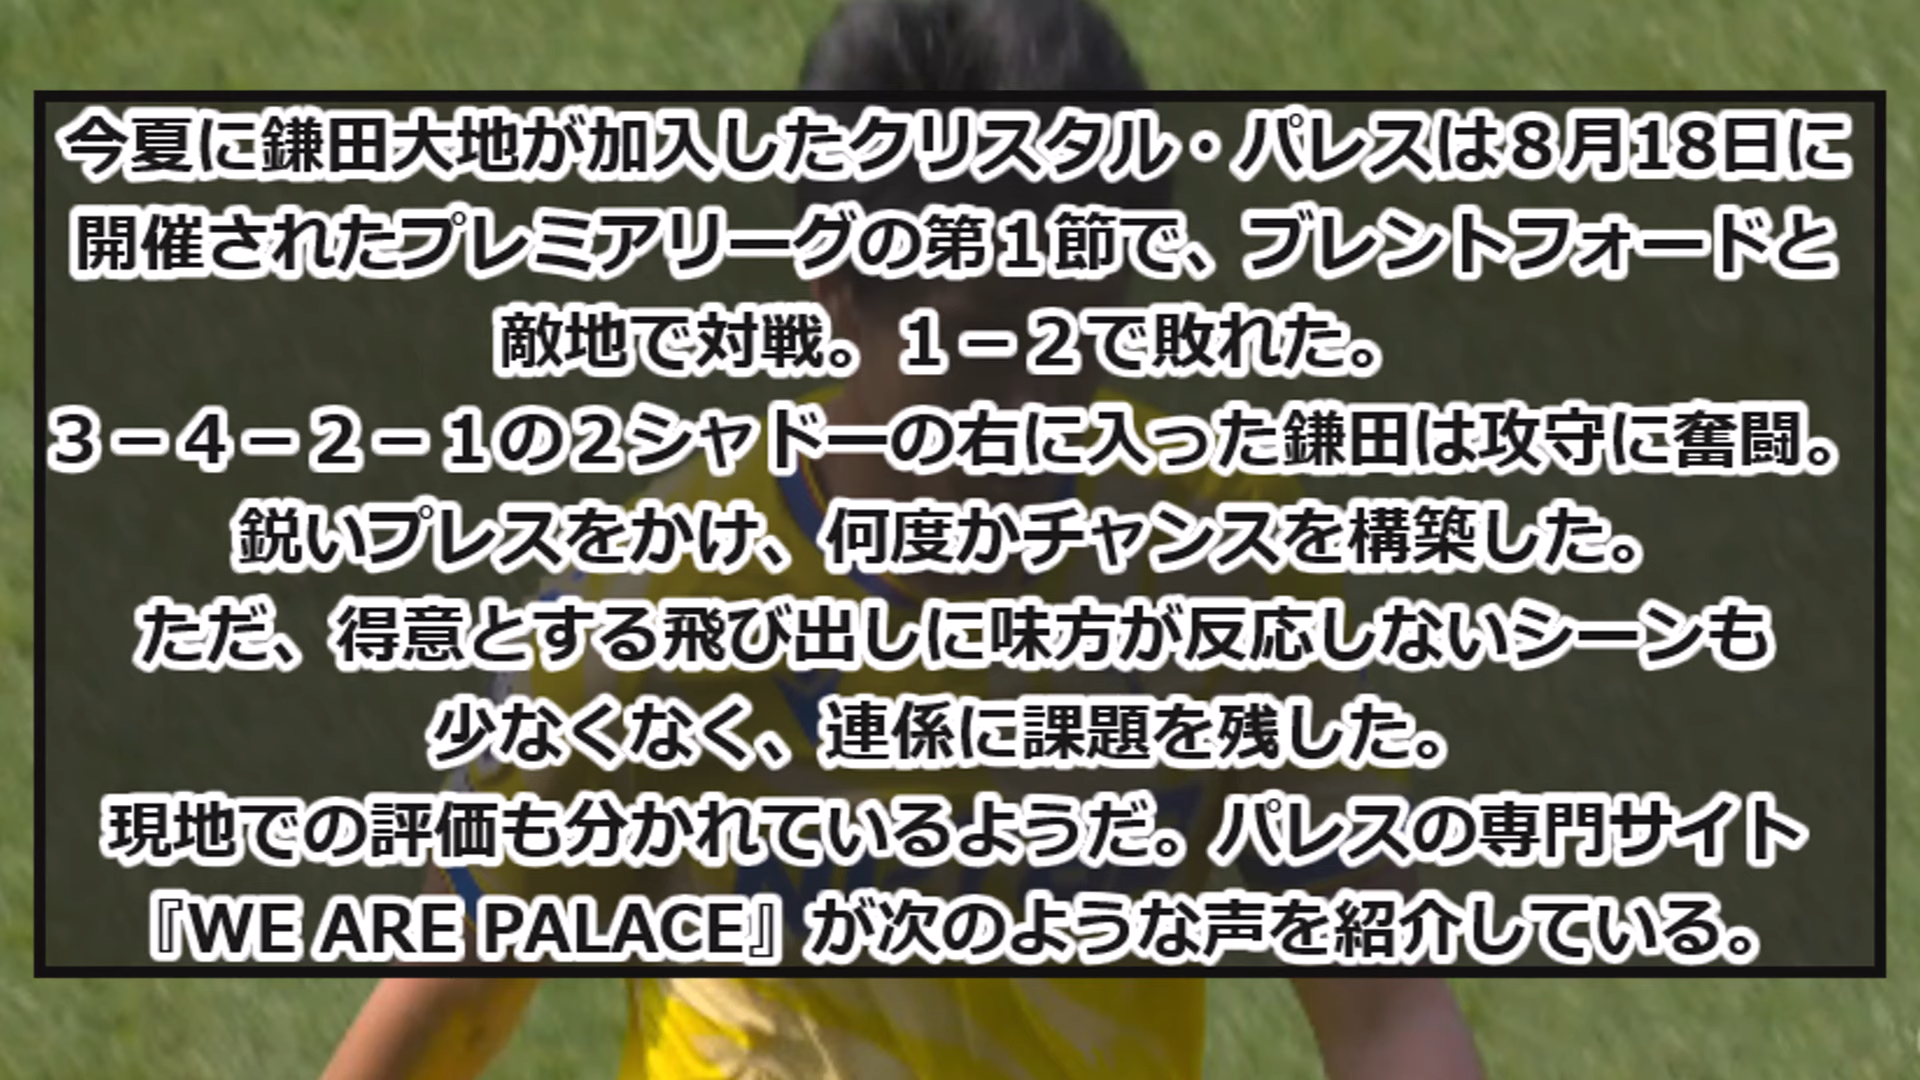 今夏に鎌田大地が加入したクリスタル・パレスは８月18日に
開催されたプレミアリーグの第１節で、ブレントフォードと
敵地で対戦。１－２で敗れた。
３－４－２－１の２シャドーの右に入った鎌田は攻守に奮闘。
鋭いプレスをかけ、何度かチャンスを構築した。
ただ、得意とする飛び出しに味方が反応しないシーンも
少なくなく、連係に課題を残した。
現地での評価も分かれているようだ。パレスの専門サイト
『WE ARE PALACE』が次のような声を紹介している。